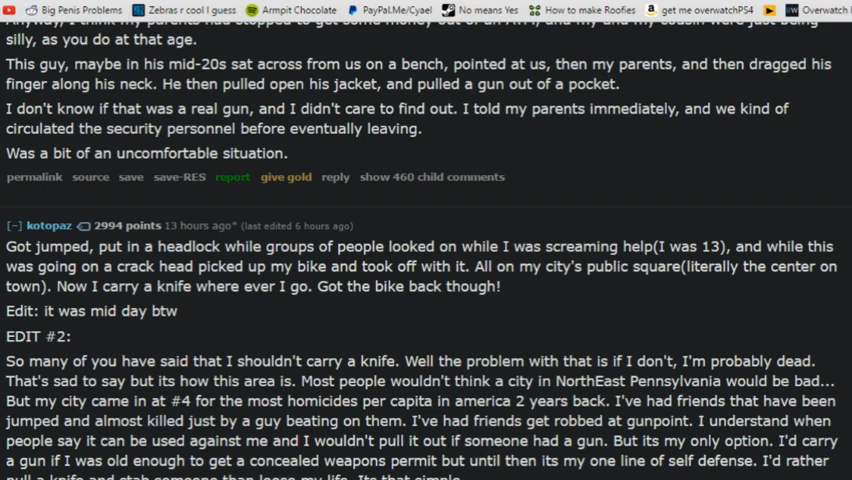 Big Penis Problems Zebras r cool I guess Armpit Chocolate PayPal.Me/Cyael No means Yes How to make Roofies get me overwatchPS4 Overwatch
silly, as you do at that age.
This guy, maybe in his mid-20s sat across from us on a bench, pointed at us, then my parents, and then dragged his
finger along his neck. He then pulled open his jacket, and pulled a gun out of a pocket.
I don't know if that was a real gun, and I didn't care to find out. I told my parents immediately, and we kind of
circulated the security personnel before eventually leaving.
Was a bit of an uncomfortable situation.
permalink source save save-RES report give gold reply show 460 child comments
[-] kotopaz 2994 points 13 hours ago* (last edited 6 hours ago)
Got jumped, put in a headlock while groups of people looked on while I was screaming help(I was 13), and while this
was going on a crack head picked up my bike and took off with it. All on my city's public square(literally the center on
town). Now I carry a knife where ever I go. Got the bike back though!
Edit: it was mid day btw
EDIT #2:
So many of you have said that I shouldn't carry a knife. Well the problem with that is if I don't, I'm probably dead.
That's sad to say but its how this area is. Most people wouldn't think a city in NorthEast Pennsylvania would be bad...
But my city came in at #4 for the most homicides per capita in america 2 years back. I've had friends that have been
jumped and almost killed just by a guy beating on them. I've had friends get robbed at gunpoint. I understand when
people say it can be used against me and I wouldn't pull it out if someone had a gun. But its my only option. I'd carry
a gun if I was old enough to get a concealed weapons permit but until then its my one line of self defense. I'd rather
pull a knife and stab someone than loose my life. Its that simple